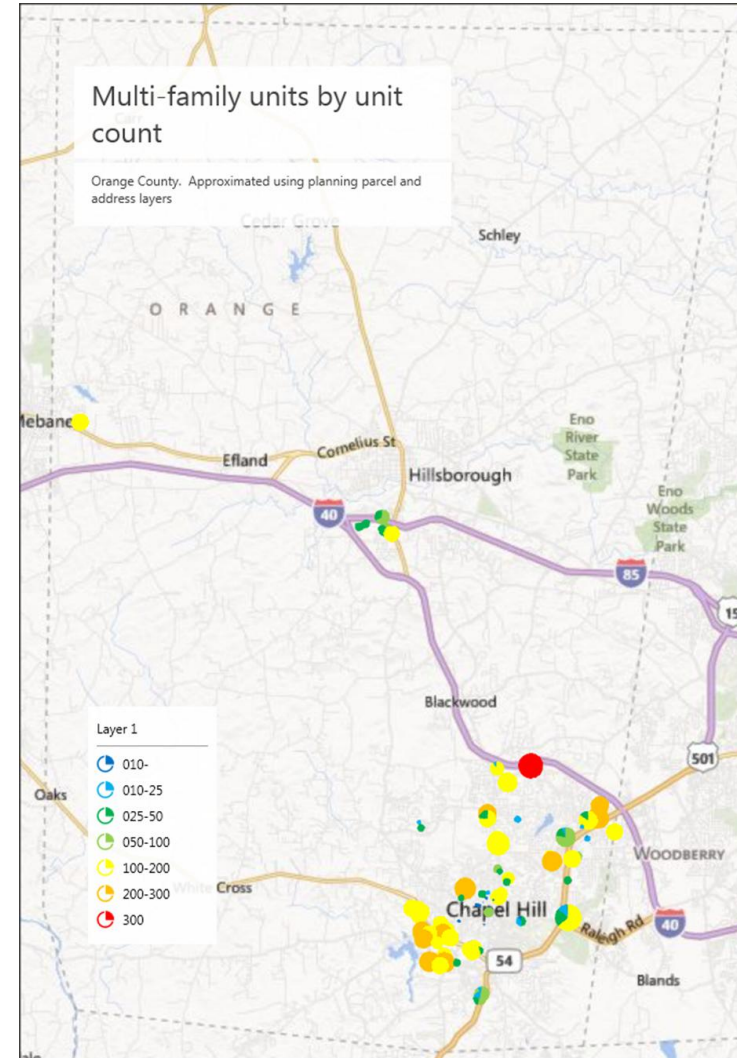 Multi-family units by unit
count
Carr
Orange County.  Approximated using planning parcel and
address layers
Cedar Grove
Schley
O R A N G E
Mebane
Eno
River
State
Park
Efland
Cornelius St
Hillsborough
Eno
Woods
State
Park
40
85
15
Blackwood
501
Layer 1
010-
010-25
025-50
050-100
100-200
200-300
300
Oaks
WOODBERRY
White Cross
Chapel Hill
Raleigh Rd
40
54
Blands